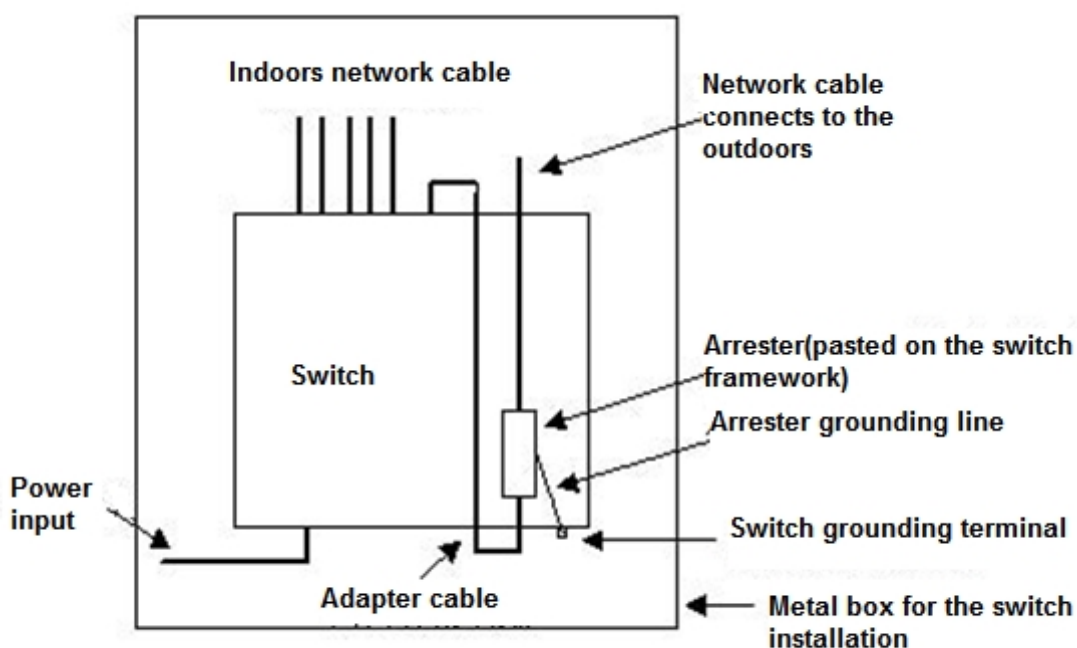 Indoors network cable
Network cable
connects to the
outdoors
Switch
Arrester(pasted on the switch
framework)
Arrester grounding line
Power
input
Switch grounding terminal
Adapter cable
Metal box for the switch
installation